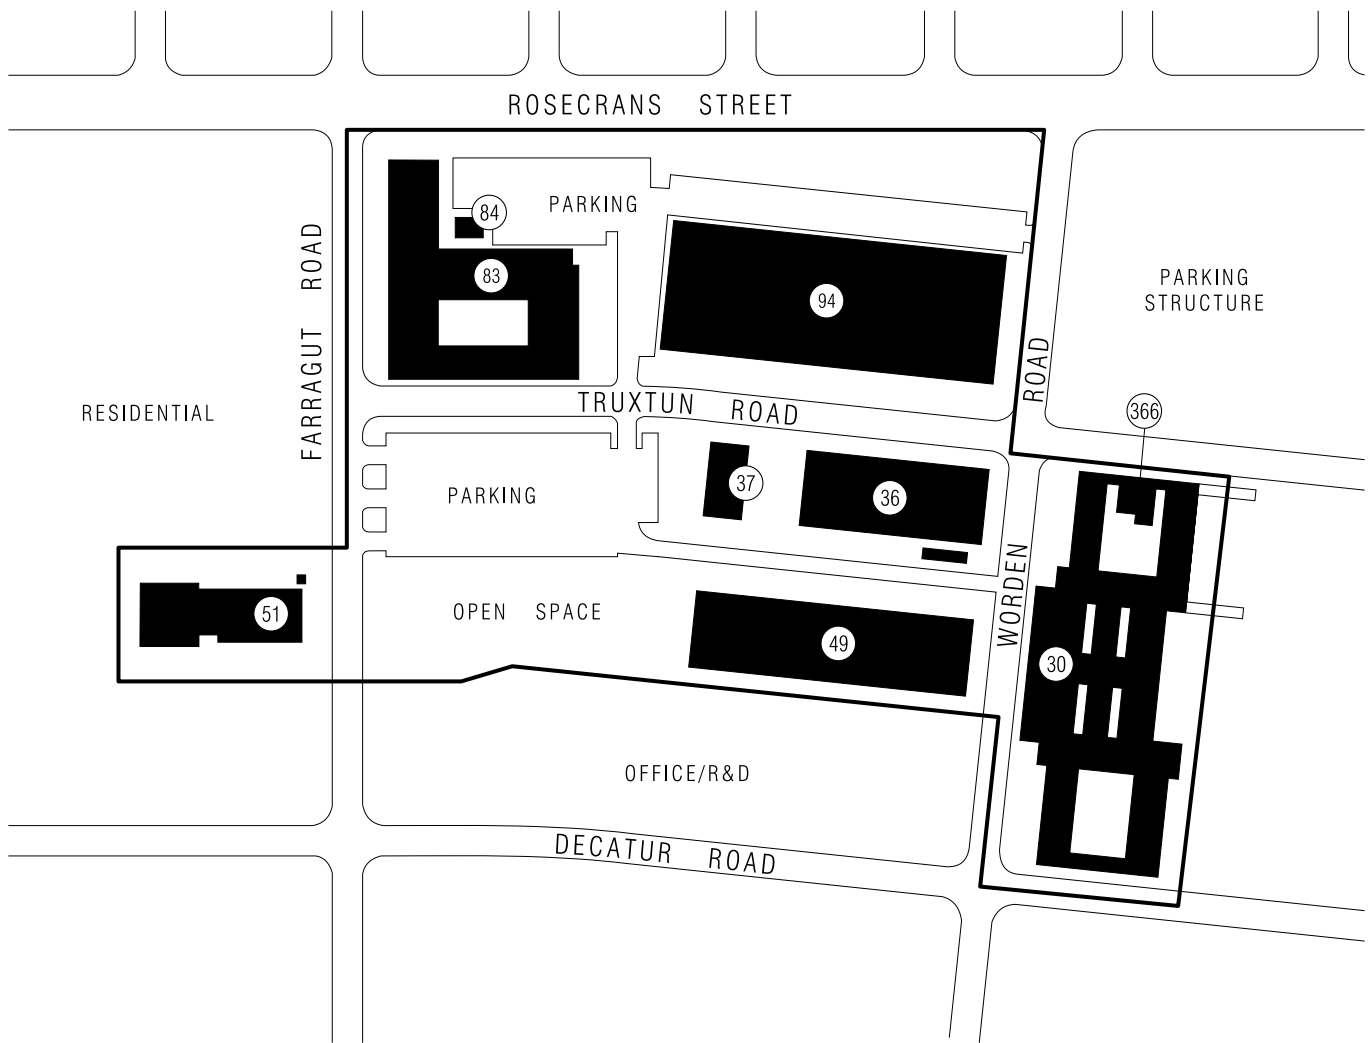 ROSECRANS STREET
84
PARKING
83
94
PARKING
STRUCTURE
FARRAGUT ROAD
ROAD
RESIDENTIAL
TRUXTUN ROAD
366
PARKING
37
36
51
OPEN SPACE
49
WORDEN
30
OFFICE/R&D
DECATUR ROAD